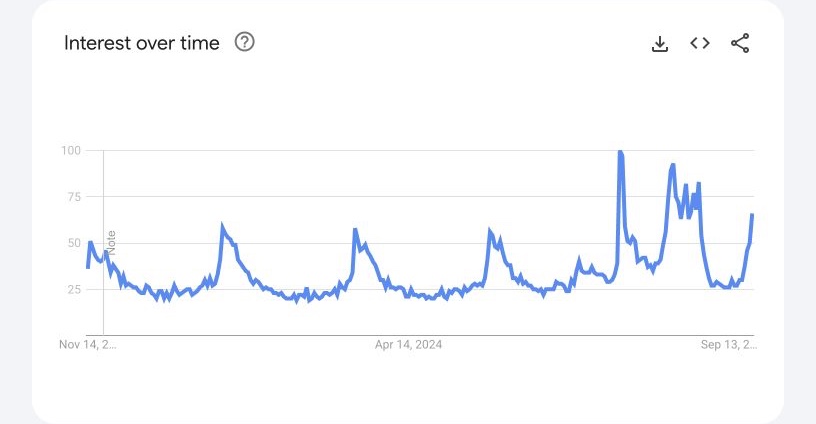 Interest over time
100
75
50
25
Note
Nov 14, 2...
Apr 14, 2024
Sep 13, 2...